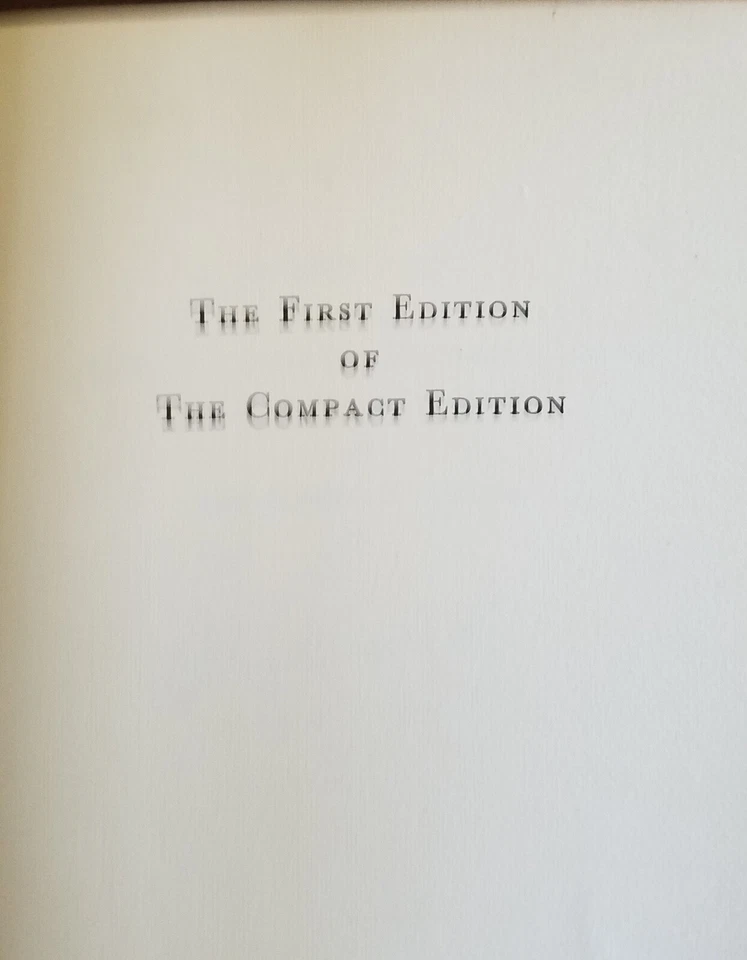 The First Edition
of
The Compact Edition